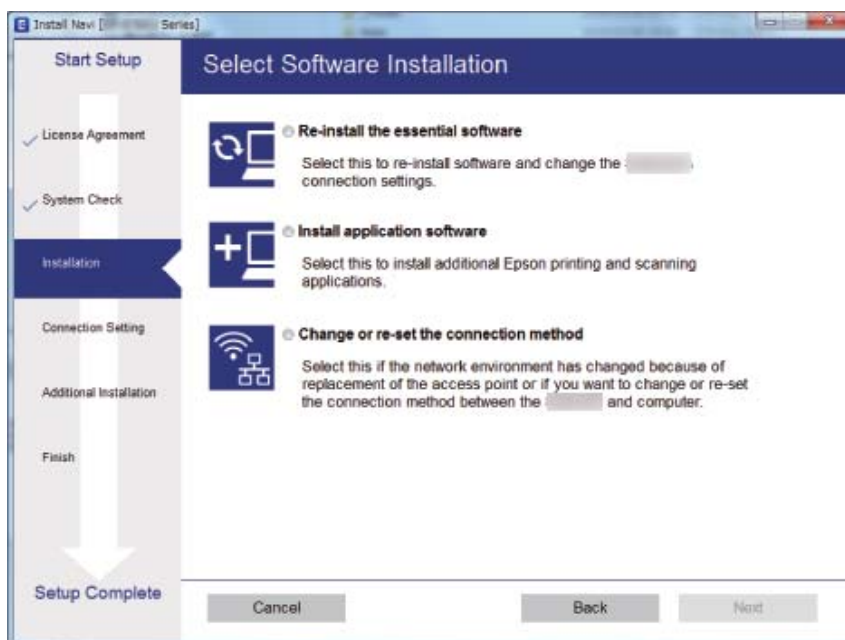 Install Navi [ Series]
Start Setup
License Agreement
System Check
Installation
Connection Setting
Additional Installation
Finish
Setup Complete
Select Software Installation
Re-install the essential software
Select this to re-install software and change the
connection settings.
Install application software
Select this to install additional Epson printing and scanning
applications.
Change or re-set the connection method
Select this if the network environment has changed because of
replacement of the access point or if you want to change or re-set
the connection method between the and computer.
Cancel
Back
Next